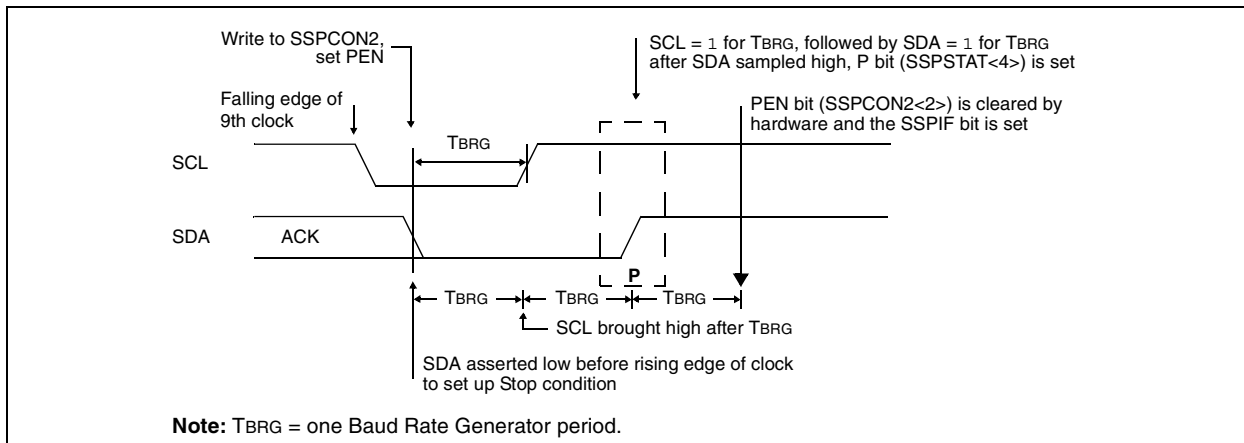 Write to SSPCON2,
set PEN
SCL = 1 for TBRG, followed by SDA = 1 for TBRG
after SDA sampled high, P bit (SSPSTAT<4>) is set
Falling edge of
9th clock
PEN bit (SSPCON2<2>) is cleared by
hardware and the SSPIF bit is set
TBRG
SCL
SDA
ACK
P
TBRG
TBRG
TBRG
SCL brought high after TBRG
SDA asserted low before rising edge of clock
to set up Stop condition
Note: TBRG = one Baud Rate Generator period.